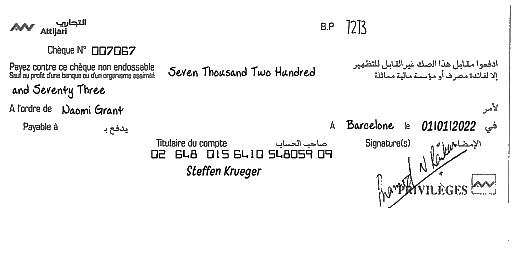 التجاري
Attijari
B.P 7273
Chèque N° 007067
Payez contre ce chèque non endossable
Sauf au profit d'une banque ou d'un organisme assimilé
Seven Thousand Two Hundred
ادفعوا مقابل هذا الصك غير القابل للتظهير
إلا لفائدة مصرف أو مؤسسة مالية مماثلة
and Seventy Three
A l'ordre de Naomi Grant
لأمر
Payable à يدفع بـ
A Barcelone le 01/01/2022 في
Titulaire du compte صاحب الحساب
Signature(s) الإمضاء
02 648 0156410 548059 09
Steffen Krueger
PRIVILÈGES